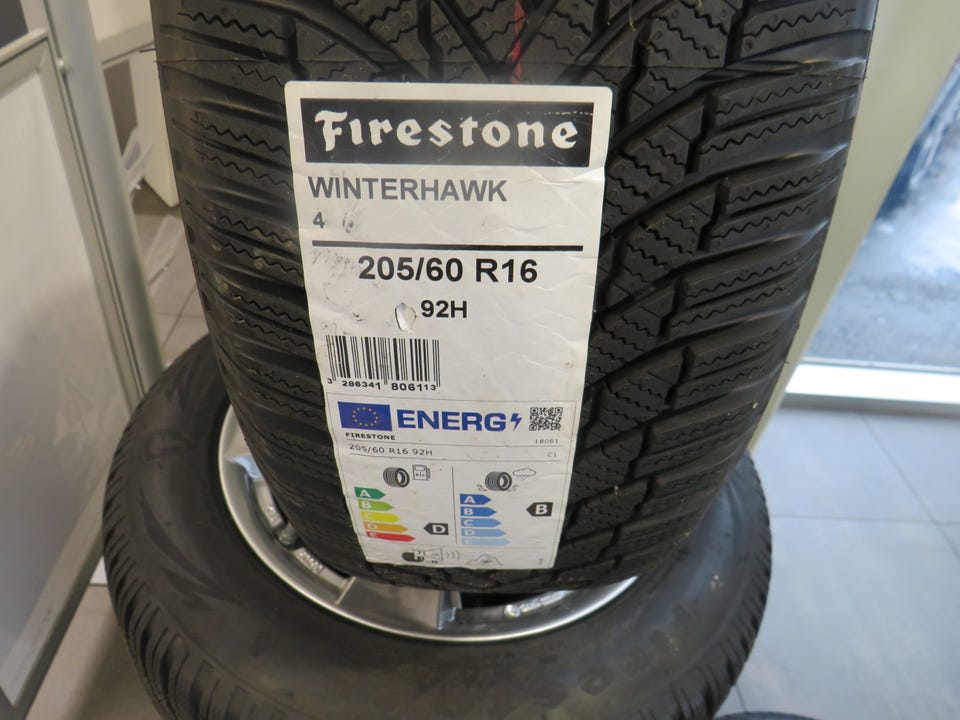 Firestone
WINTERHAWK
4
205/60 R16
92H
3 286341 806113
ENERG
FIRESTONE
18061
205/60 R16 92H
C1
A
B
C
D
E
D
A
B
C
D
E
B